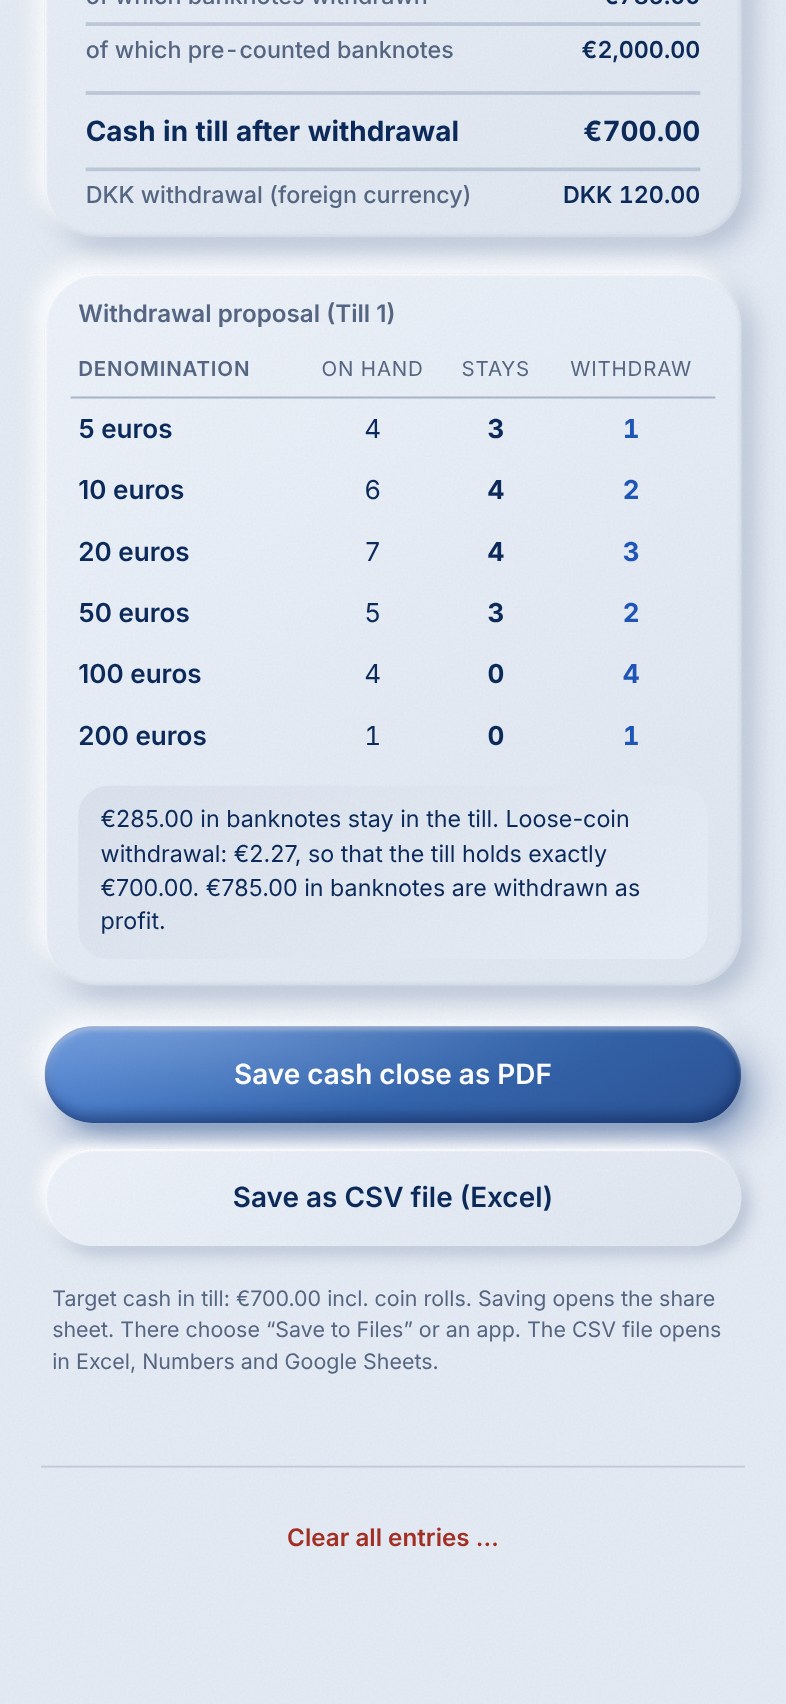 of which banknotes withdrawn €785.00
of which pre-counted banknotes €2,000.00
Cash in till after withdrawal €700.00
DKK withdrawal (foreign currency) DKK 120.00
Withdrawal proposal (Till 1)
DENOMINATION ON HAND STAYS WITHDRAW
5 euros 4 3 1
10 euros 6 4 2
20 euros 7 4 3
50 euros 5 3 2
100 euros 4 0 4
200 euros 1 0 1
€285.00 in banknotes stay in the till. Loose-coin
withdrawal: €2.27, so that the till holds exactly
€700.00. €785.00 in banknotes are withdrawn as
profit.
Save cash close as PDF
Save as CSV file (Excel)
Target cash in till: €700.00 incl. coin rolls. Saving opens the share
sheet. There choose “Save to Files” or an app. The CSV file opens
in Excel, Numbers and Google Sheets.
Clear all entries ...